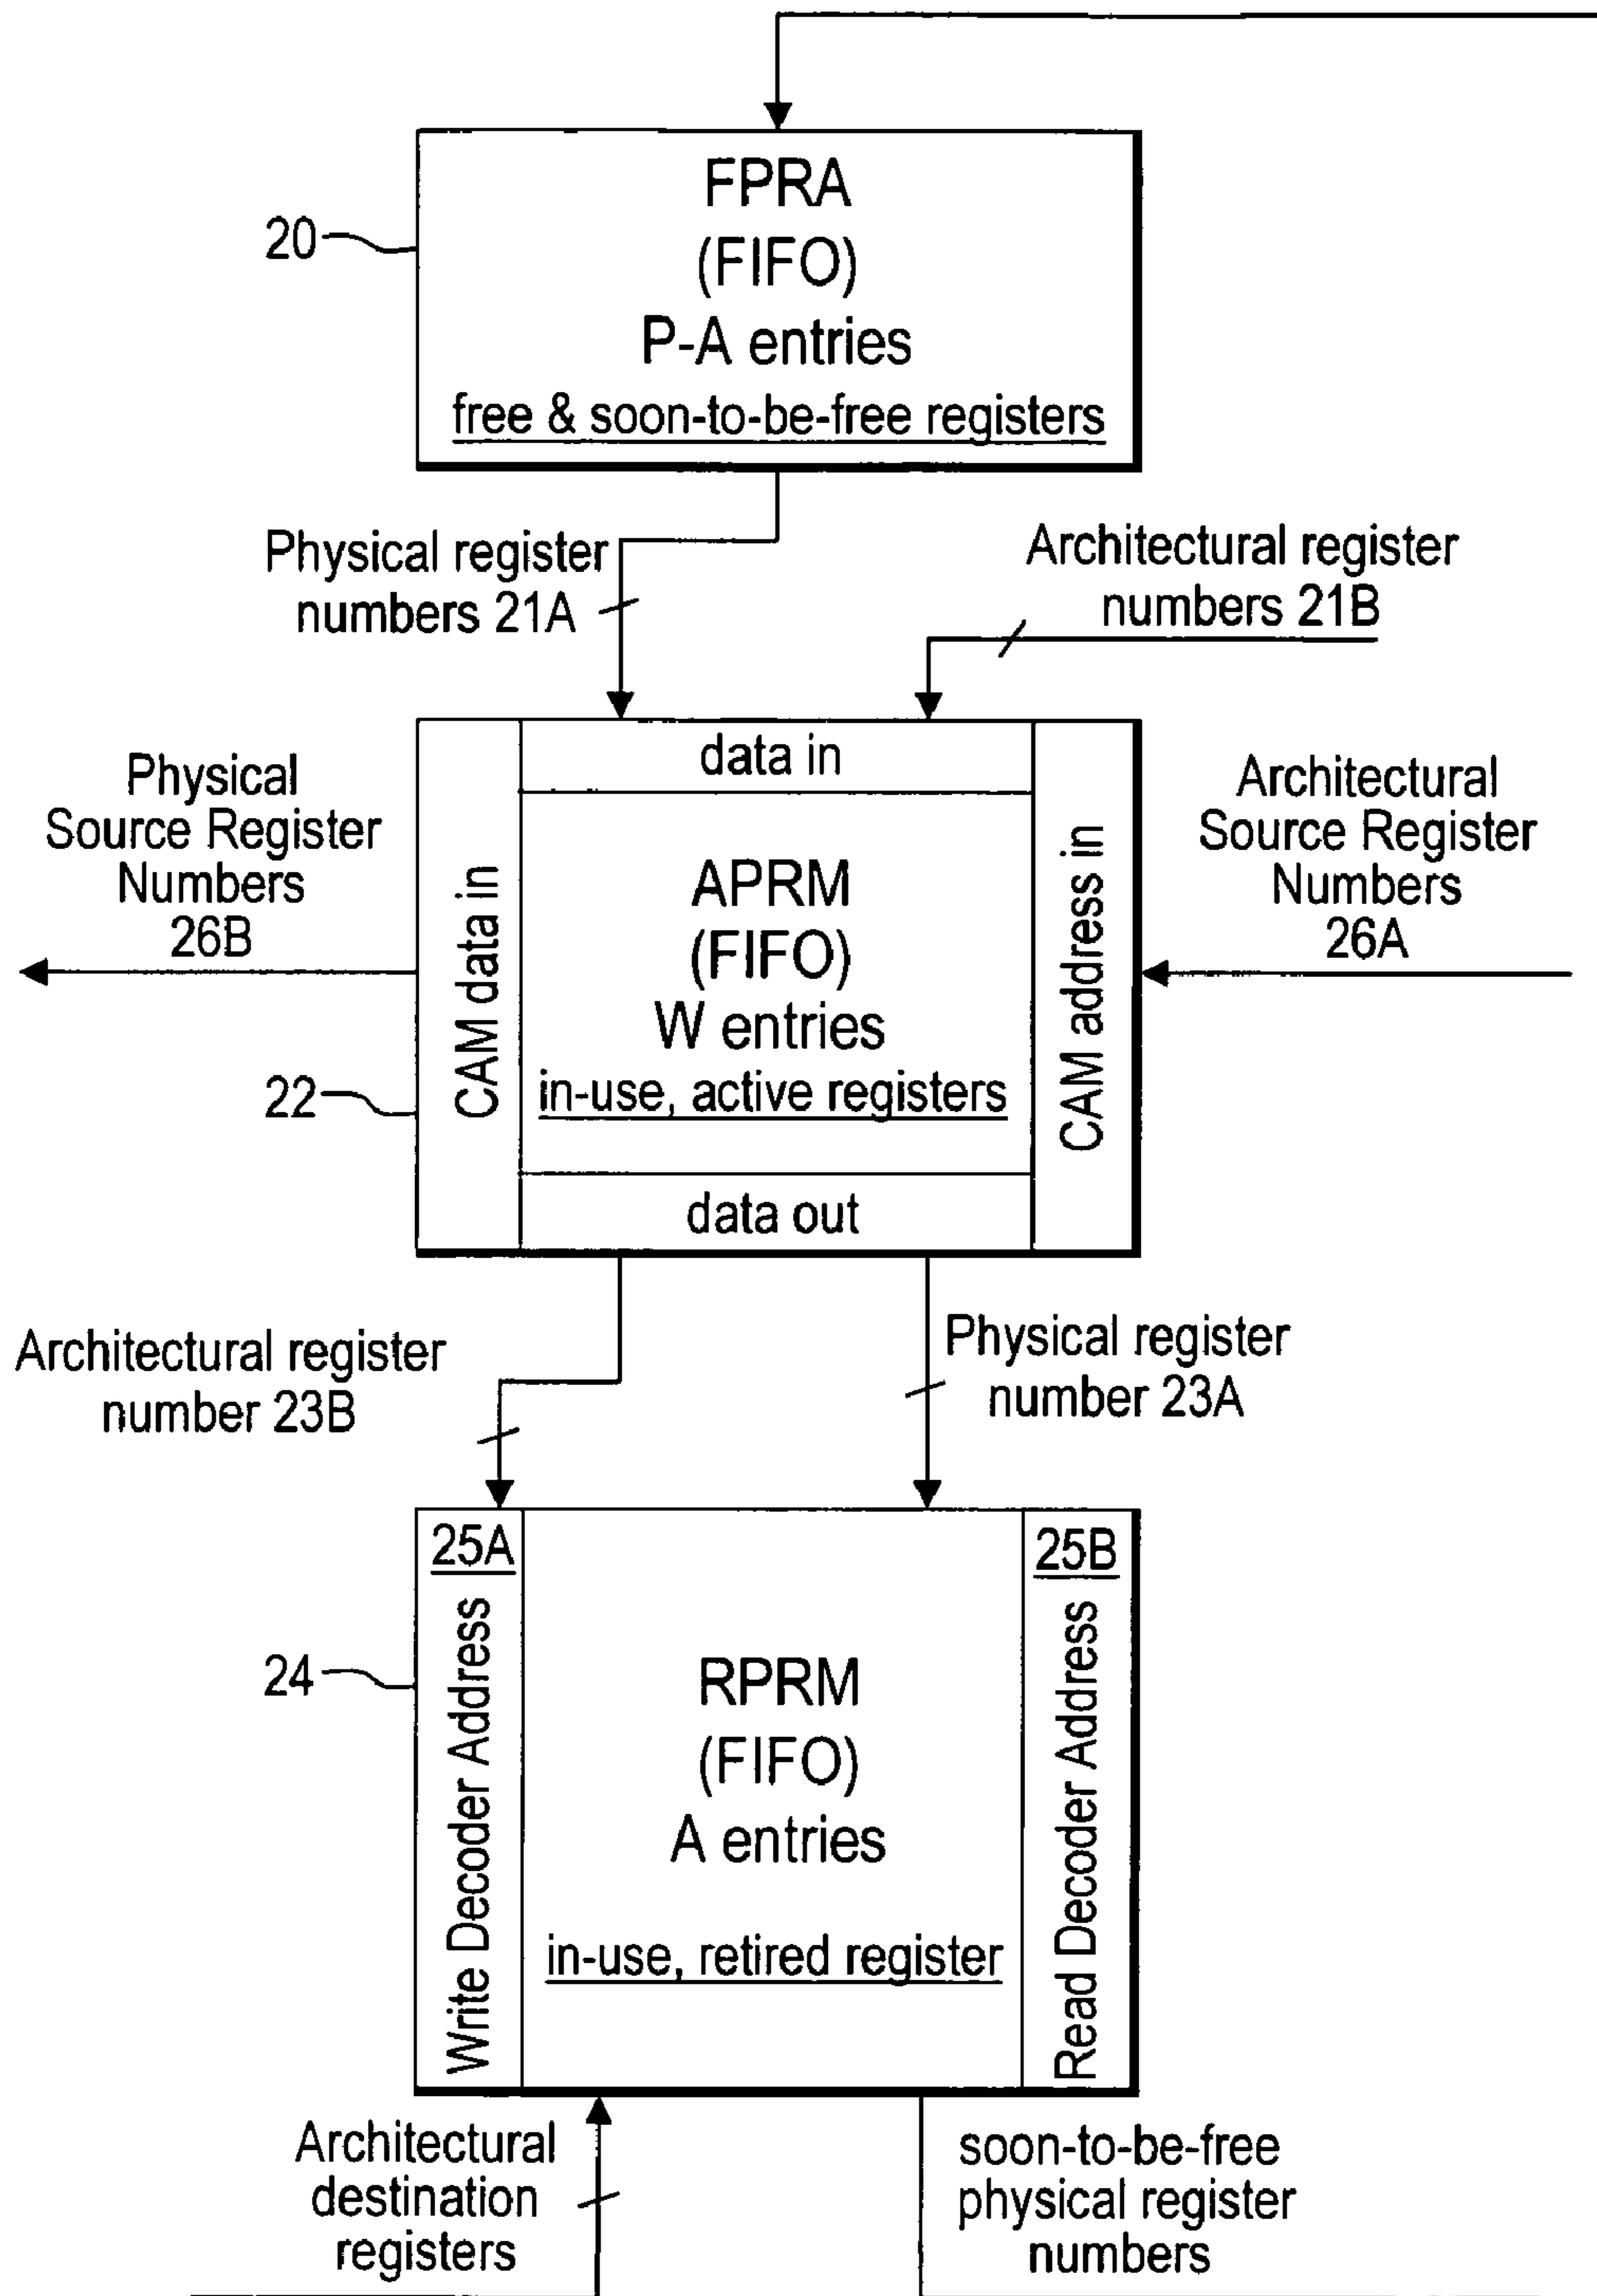 FPRA
(FIFO)
P-A entries
free & soon-to-be-free registers
20
Physical register
numbers 21A
Architectural register
numbers 21B
Physical
Source Register
Numbers
26B
CAM data in
data in
APRM
(FIFO)
W entries
in-use, active registers
data out
CAM address in
Architectural
Source Register
Numbers
26A
22
Architectural register
number 23B
Physical register
number 23A
25A
Write Decoder Address
RPRM
(FIFO)
A entries
in-use, retired register
25B
Read Decoder Address
24
Architectural
destination
registers
soon-to-be-free
physical register
numbers